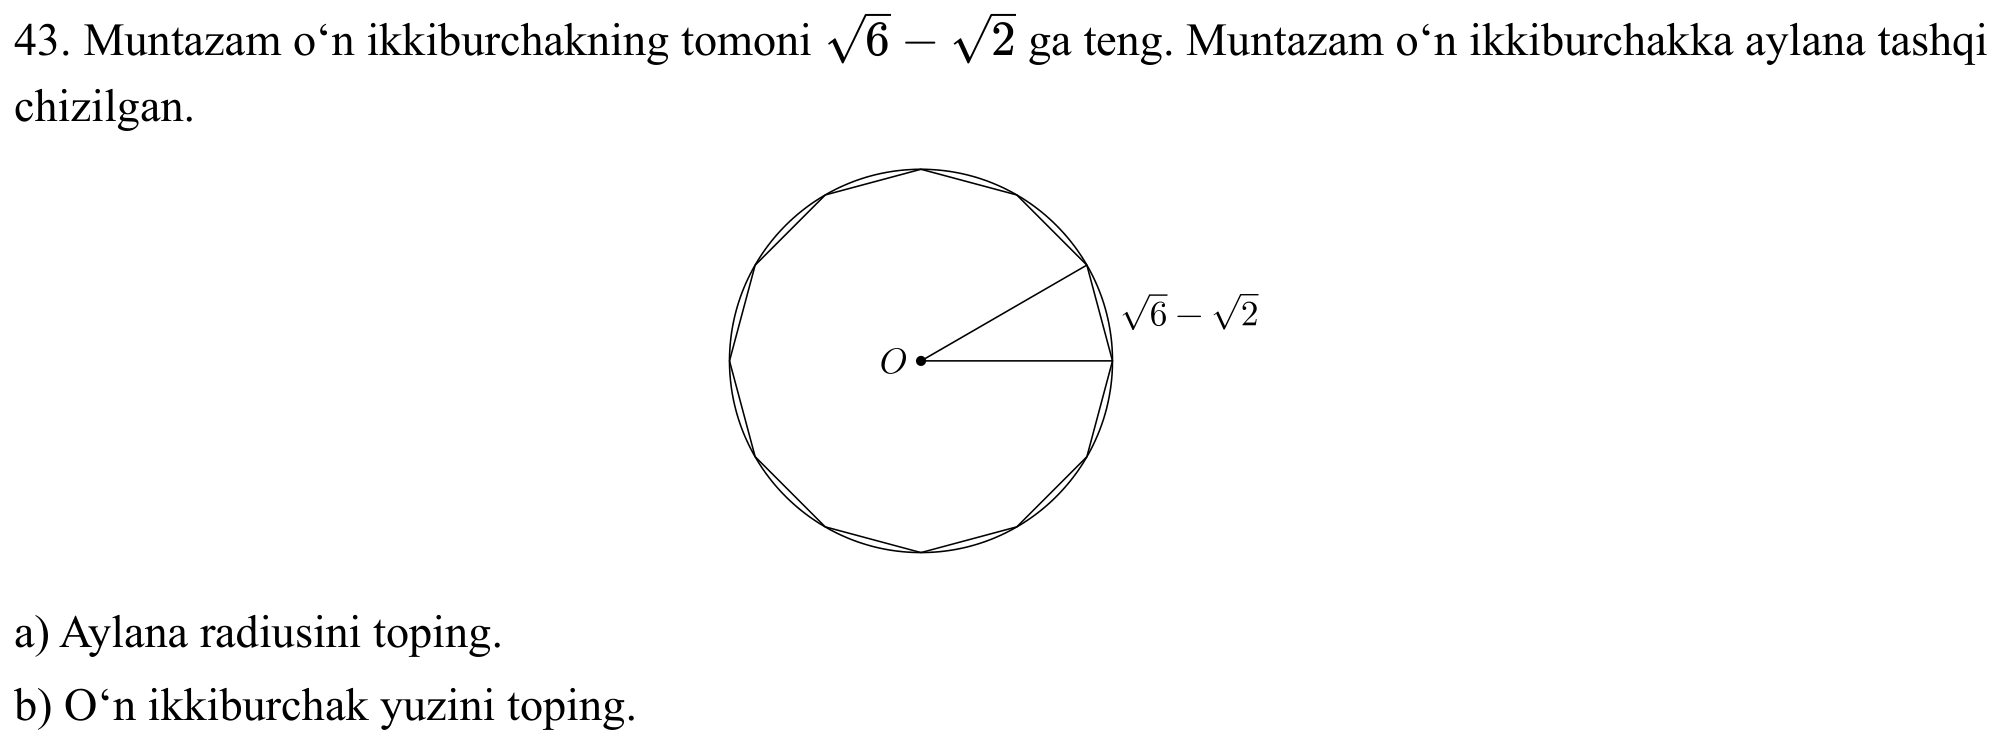 43. Muntazam o‘n ikkiburchakning tomoni √6 − √2 ga teng. Muntazam o‘n ikkiburchakka aylana tashqi
chizilgan.
√6 − √2
O
a) Aylana radiusini toping.
b) O‘n ikkiburchak yuzini toping.